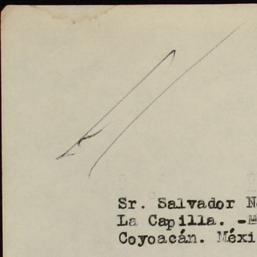 Sr. Salvador N
La Capilla. -
Coyoacán. Méxi